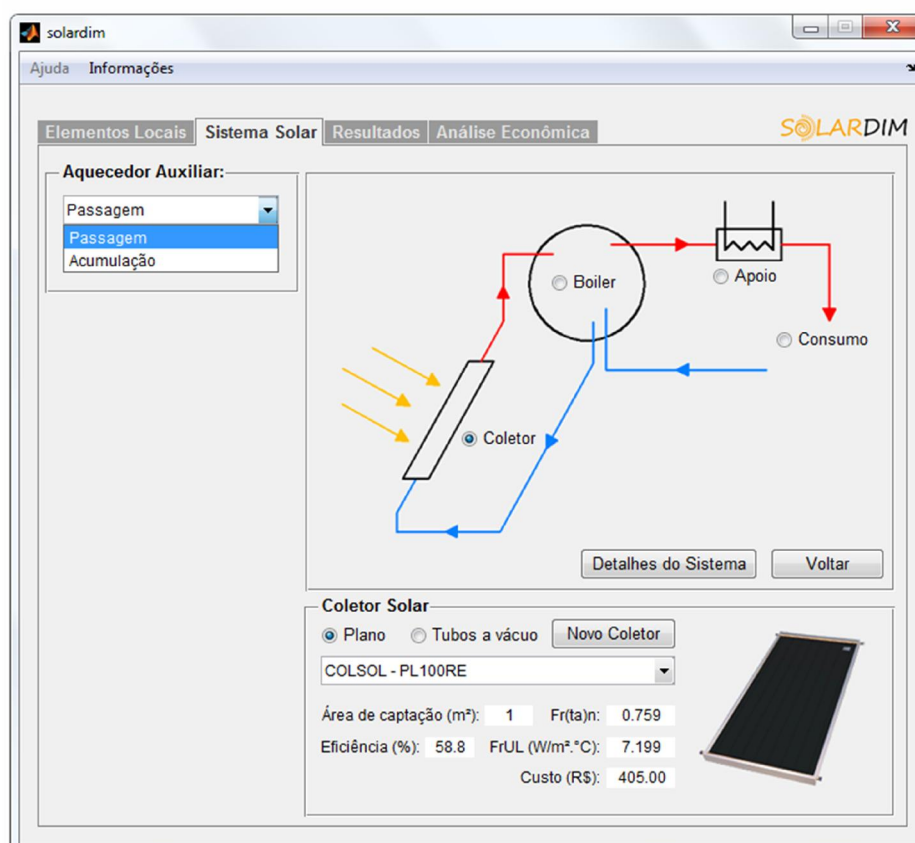 solardim
Ajuda Informações
Elementos Locais Sistema Solar Resultados Análise Econômica
SOLARDIM
Aquecedor Auxiliar:
Passagem
Passagem
Acumulação
Boiler
Apoio
Consumo
Coletor
Detalhes do Sistema Voltar
Coletor Solar
Plano Tubos a vácuo Novo Coletor
COLSOL - PL100RE
Área de captação (m²): 1 Fr(ta)n: 0.759
Eficiência (%): 58.8 FrUL (W/m².°C): 7.199
Custo (R$): 405.00